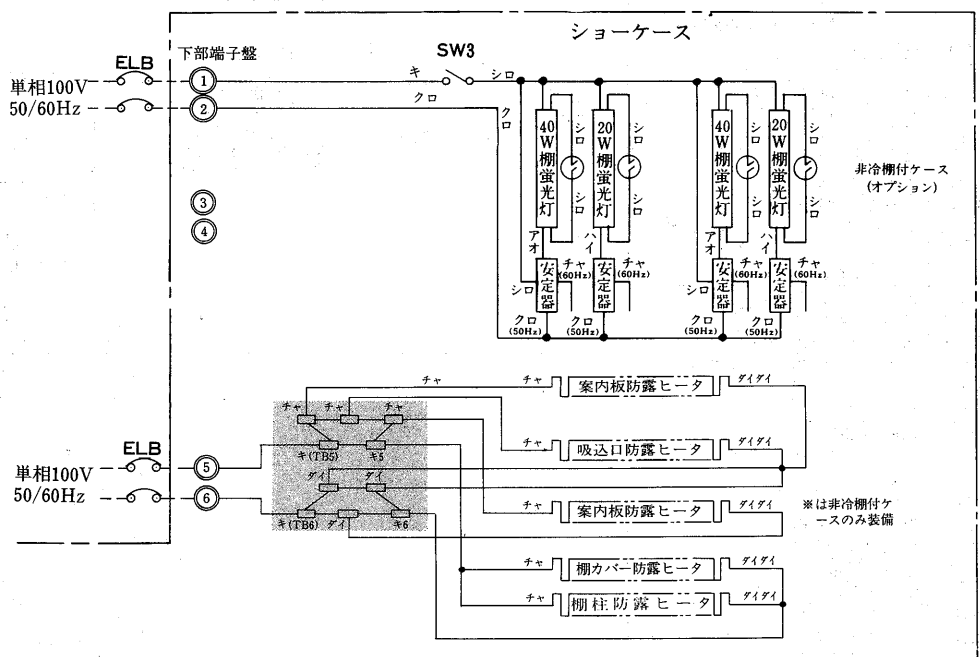 ショーケース
下部端子盤
ELB
単相100V
50/60Hz
1
2
3
4
キ
SW3
シロ
クロ
クロ
40W棚蛍光灯
シロ
シロ
20W棚蛍光灯
シロ
シロ
40W棚蛍光灯
シロ
シロ
20W棚蛍光灯
シロ
シロ
非冷棚付ケース
(オプション)
アオ
ハイ
アオ
ハイ
安定器
チャ
(60Hz)
安定器
チャ
(60Hz)
安定器
チャ
(60Hz)
安定器
チャ
(60Hz)
シロ
シロ
クロ
(50Hz)
クロ
(50Hz)
クロ
(50Hz)
クロ
(50Hz)
チャ
チャ
案内板防露ヒータ
ダイダイ
チャ
チャ
チャ
ELB
単相100V
50/60Hz
5
6
キ(TB5)
キ5
チャ
吸込口防露ヒータ
ダイダイ
ダイ
ダイ
キ(TB6)
ダイ
キ6
チャ
案内板防露ヒータ
ダイダイ
※は非冷棚付ケ
ースのみ装備
チャ
棚カバー防露ヒータ
ダイダイ
チャ
棚柱防露ヒータ
ダイダイ